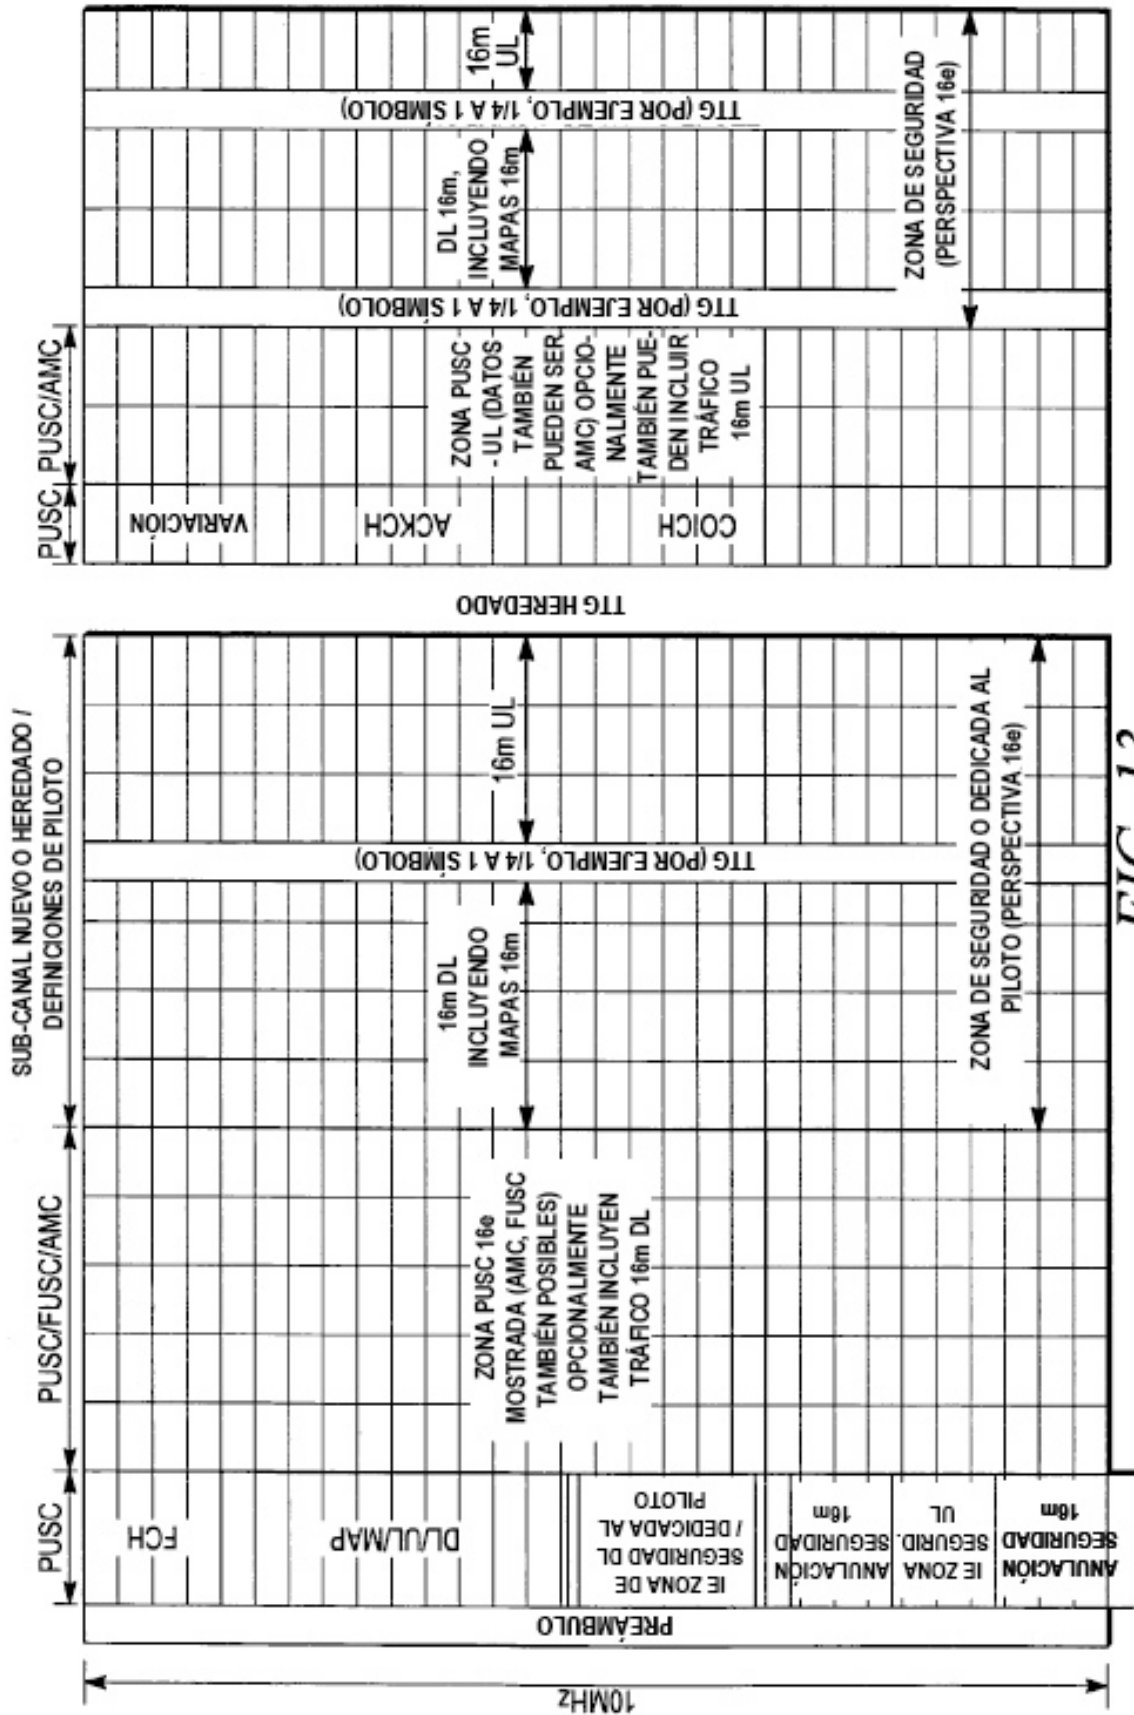 SUB-CANAL NUEVO O HEREDADO /
DEFINICIONES DE PILOTO
PUSC
PUSC/FUSC/AMC
PUSC
PUSC/AMC
10MHz
PREÁMBULO
FCH
DL/UL/MAP
IE ZONA DE
SEGURIDAD DL
/ DEDICADA AL
PILOTO
ANULACIÓN
SEGURIDAD
16m
IE ZONA
SEGURID.
UL
ANULACIÓN
SEGURIDAD
16m
ZONA PUSC 16e
MOSTRADA (AMC, FUSC
TAMBIÉN POSIBLES)
OPCIONALMENTE
TAMBIÉN INCLUYEN
TRÁFICO 16m DL
16m DL
INCLUYENDO
MAPAS 16m
TTG (POR EJEMPLO, 1/4 A 1 SÍMBOLO)
16m UL
ZONA DE SEGURIDAD O DEDICADA AL
PILOTO (PERSPECTIVA 16e)
TTG HEREDADO
VARIACIÓN
ACKCH
COICH
ZONA PUSC
- UL (DATOS
TAMBIÉN
PUEDEN SER
AMC) OPCIO-
NALMENTE
TAMBIÉN PUE-
DEN INCLUIR
TRÁFICO
16m UL
TTG (POR EJEMPLO, 1/4 A 1 SÍMBOLO)
DL 16m,
INCLUYENDO
MAPAS 16m
TTG (POR EJEMPLO, 1/4 A 1 SÍMBOLO)
16m
UL
ZONA DE SEGURIDAD
(PERSPECTIVA 16e)